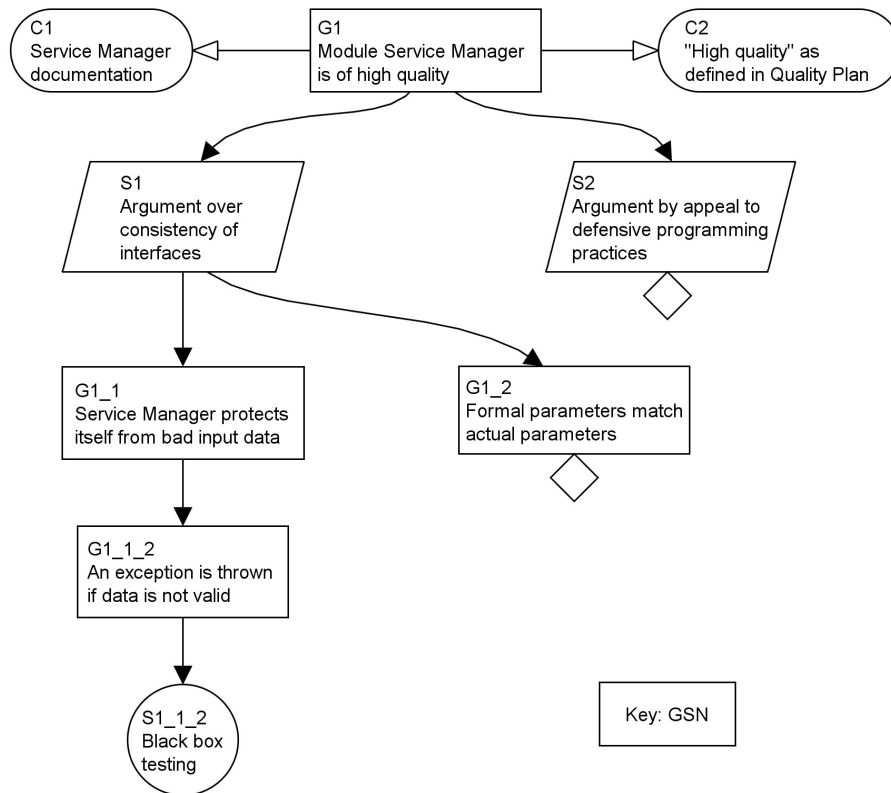 C1
Service Manager
documentation
G1
Module Service Manager
is of high quality
C2
"High quality" as
defined in Quality Plan
S1
Argument over
consistency of
interfaces
S2
Argument by appeal to
defensive programming
practices
G1_1
Service Manager protects
itself from bad input data
G1_2
Formal parameters match
actual parameters
G1_1_2
An exception is thrown
if data is not valid
S1_1_2
Black box
testing
Key: GSN